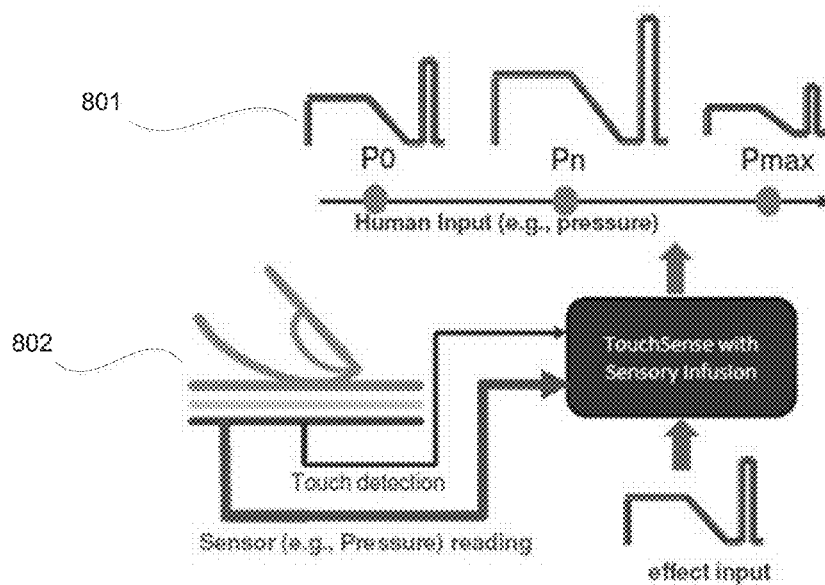 801
P0 Pn Pmax
Human Input (e.g., pressure)
802
TouchSense with
Sensory Infusion
Touch detection
Sensor (e.g., Pressure) reading
effect input